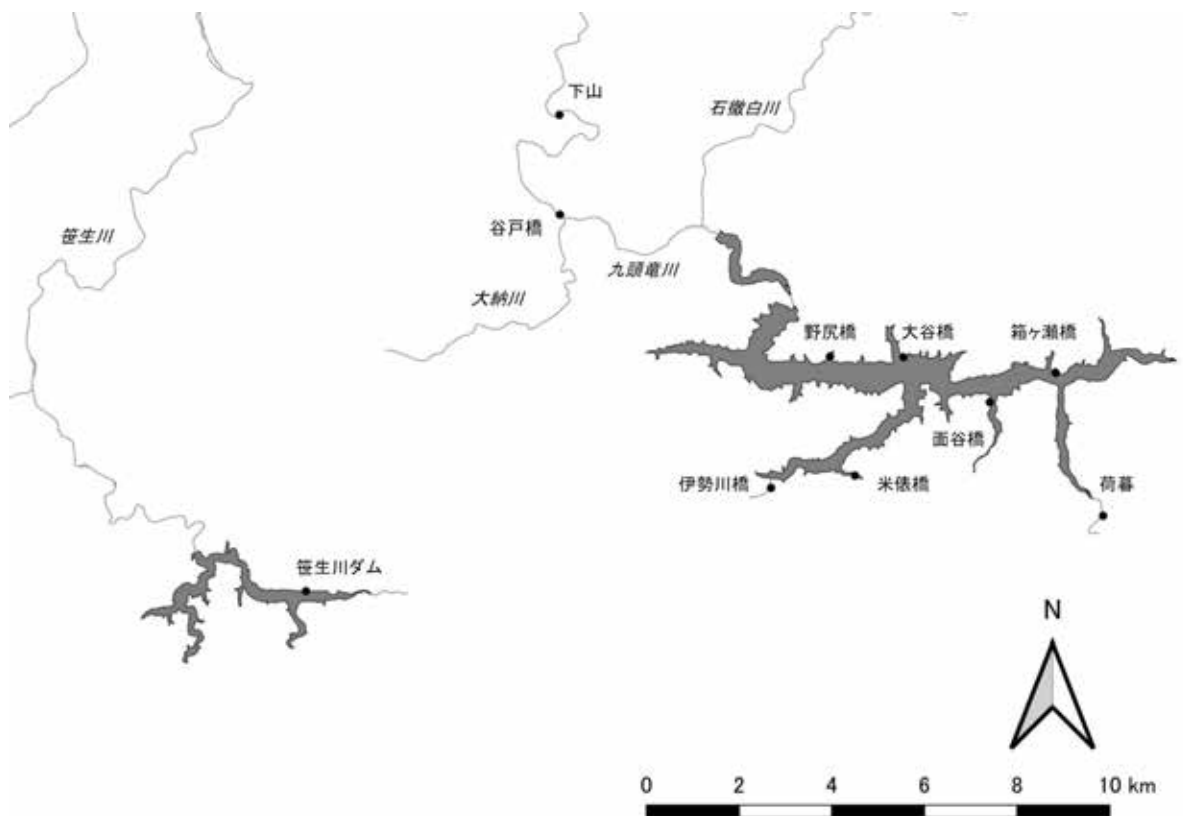 下山
石徹白川
谷戸橋
笹生川
九頭竜川
大納川
野尻橋
大谷橋
箱ヶ瀬橋
面谷橋
伊勢川橋
米俵橋
荷暮
笹生川ダム
N
0 2 4 6 8 10 km